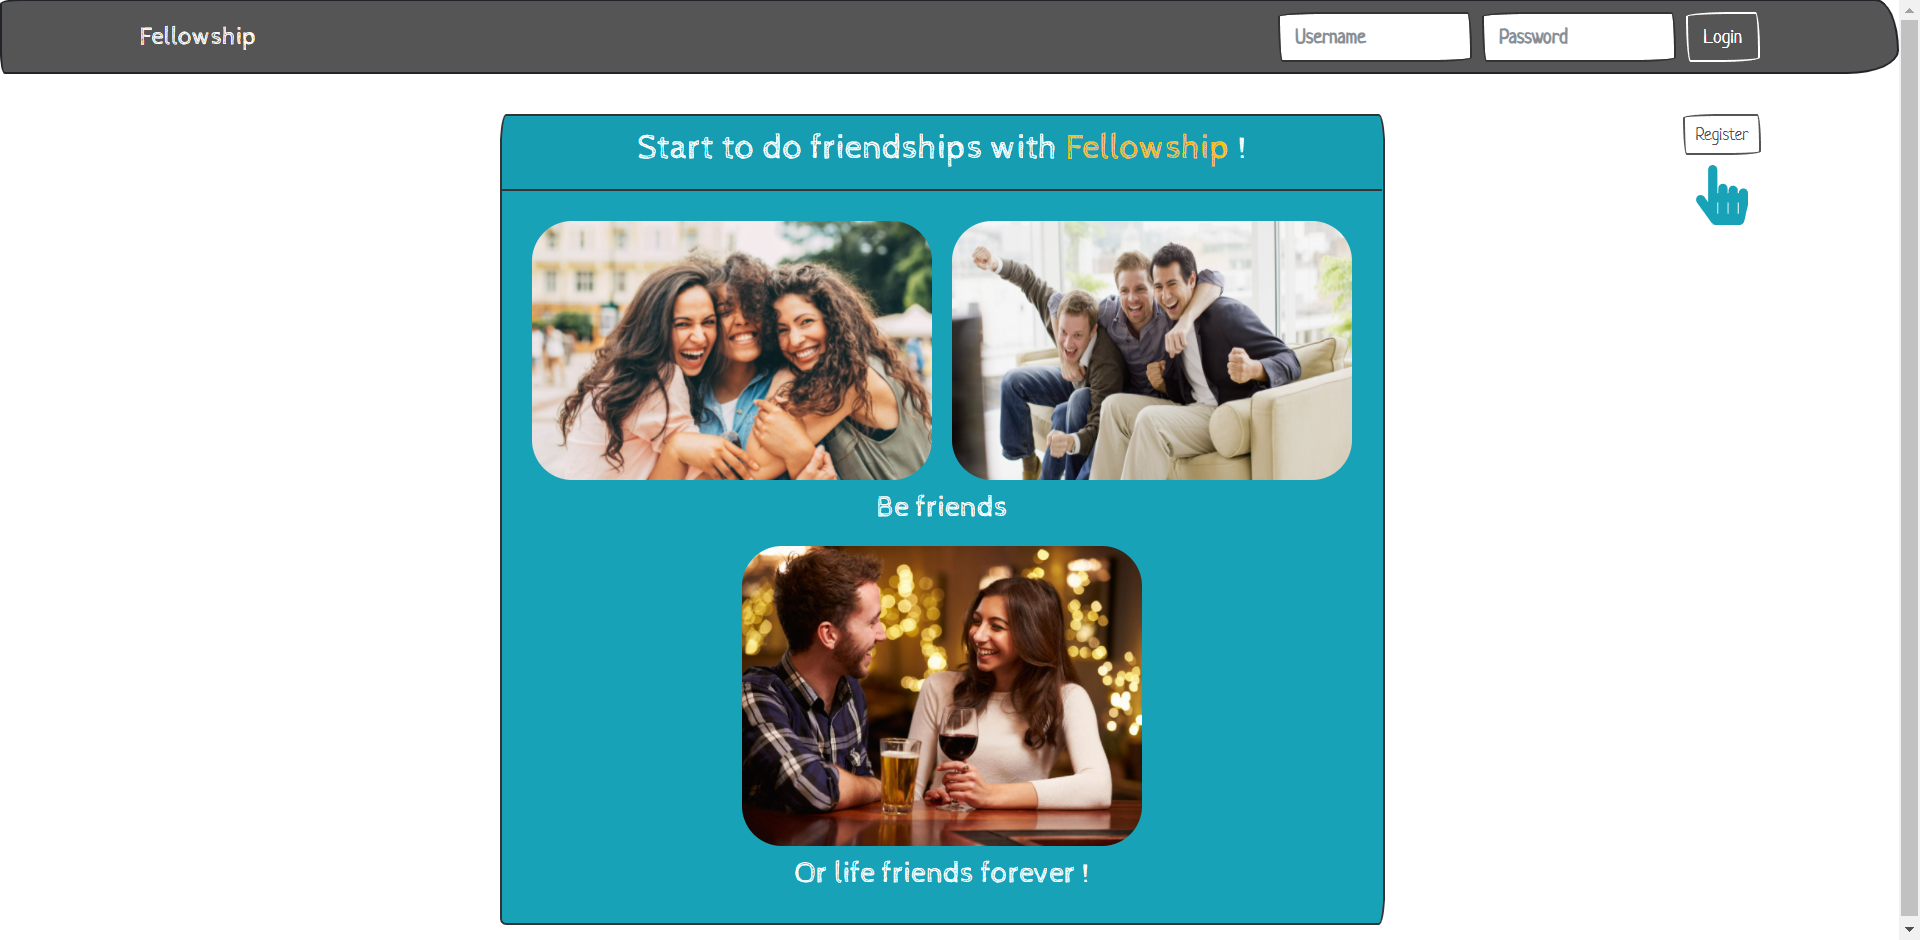 Fellowship
Username
Password
Login
Register
Start to do friendships with Fellowship !
Be friends
Or life friends forever !